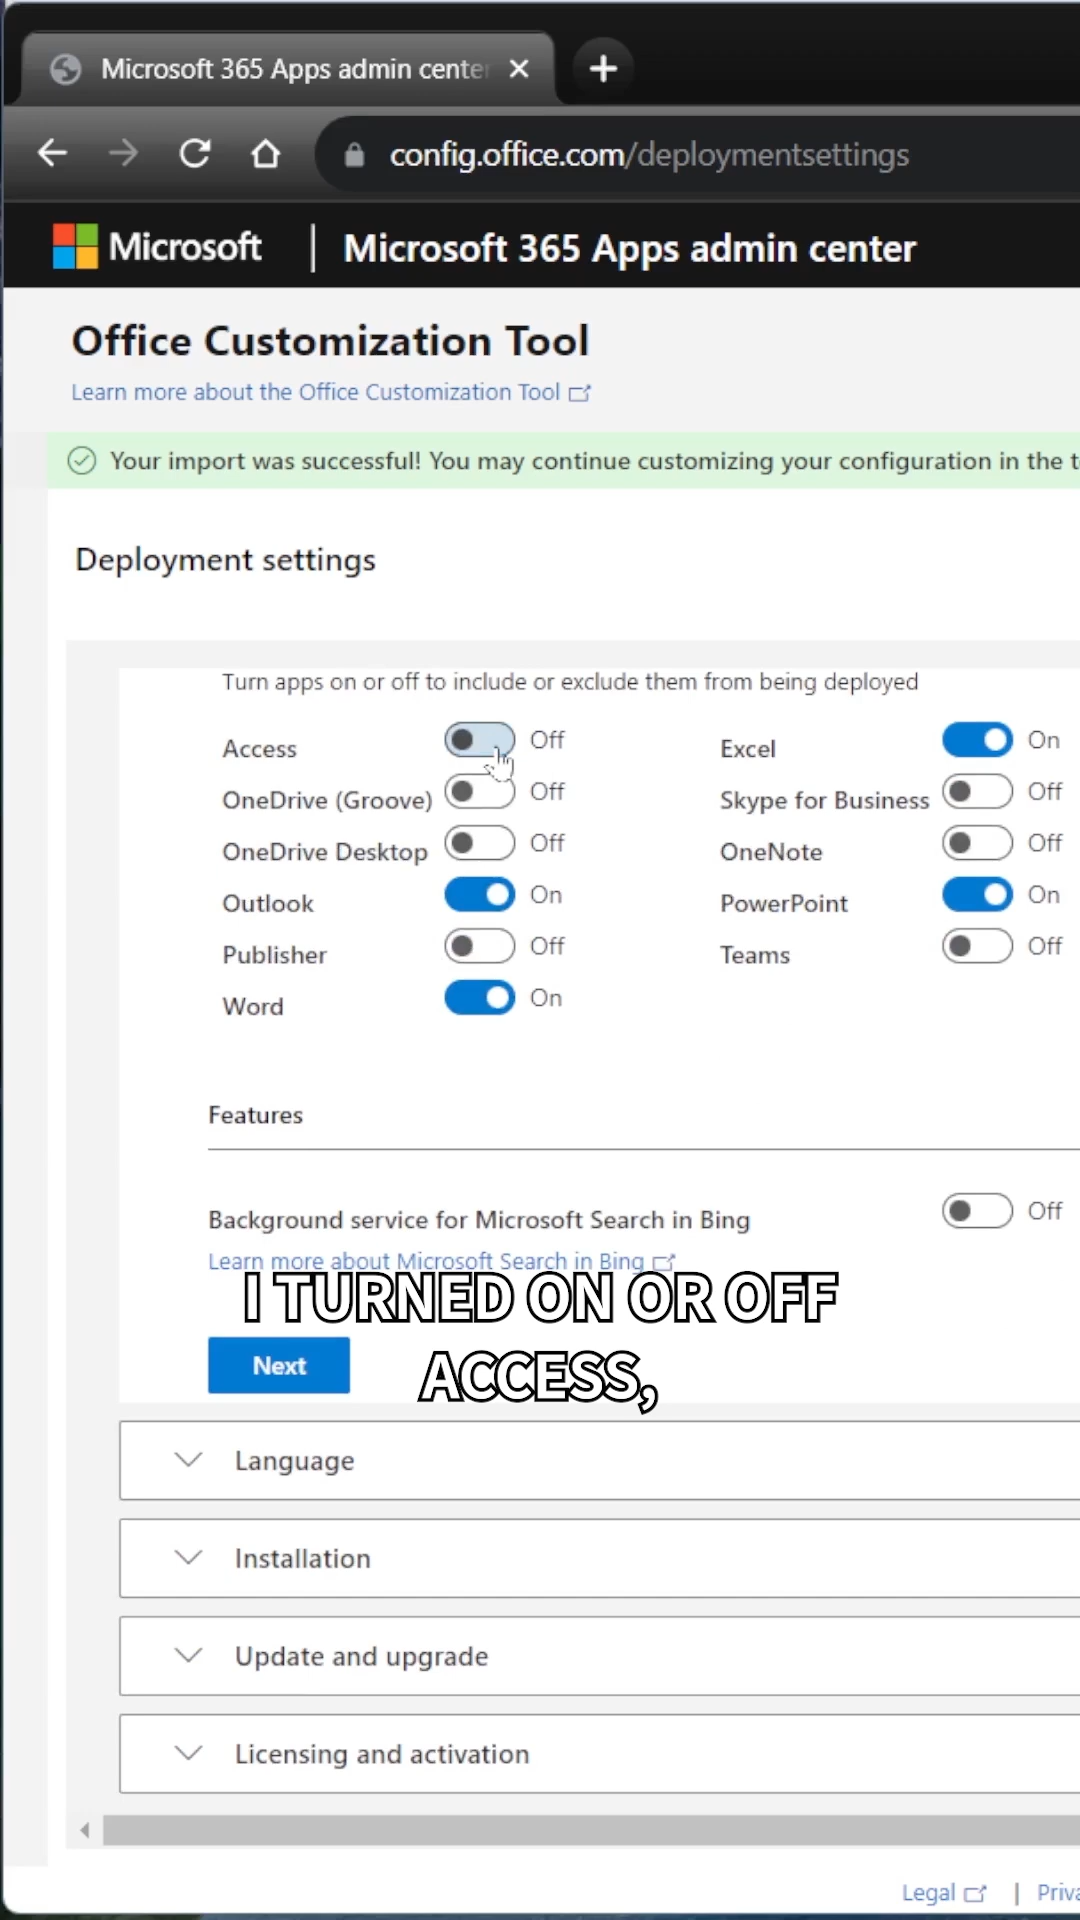 Microsoft 365 Apps admin center
config.office.com/deploymentsettings
Microsoft | Microsoft 365 Apps admin center
Office Customization Tool
Learn more about the Office Customization Tool
Your import was successful! You may continue customizing your configuration in the t
Deployment settings
Turn apps on or off to include or exclude them from being deployed
Access Off Excel On
OneDrive (Groove) Off Skype for Business Off
OneDrive Desktop Off OneNote Off
Outlook On PowerPoint On
Publisher Off Teams Off
Word On
Features
Background service for Microsoft Search in Bing Off
Learn more about Microsoft Search in Bing
I TURNED ON OR OFF
ACCESS,
Next
Language
Installation
Update and upgrade
Licensing and activation
Legal | Priva